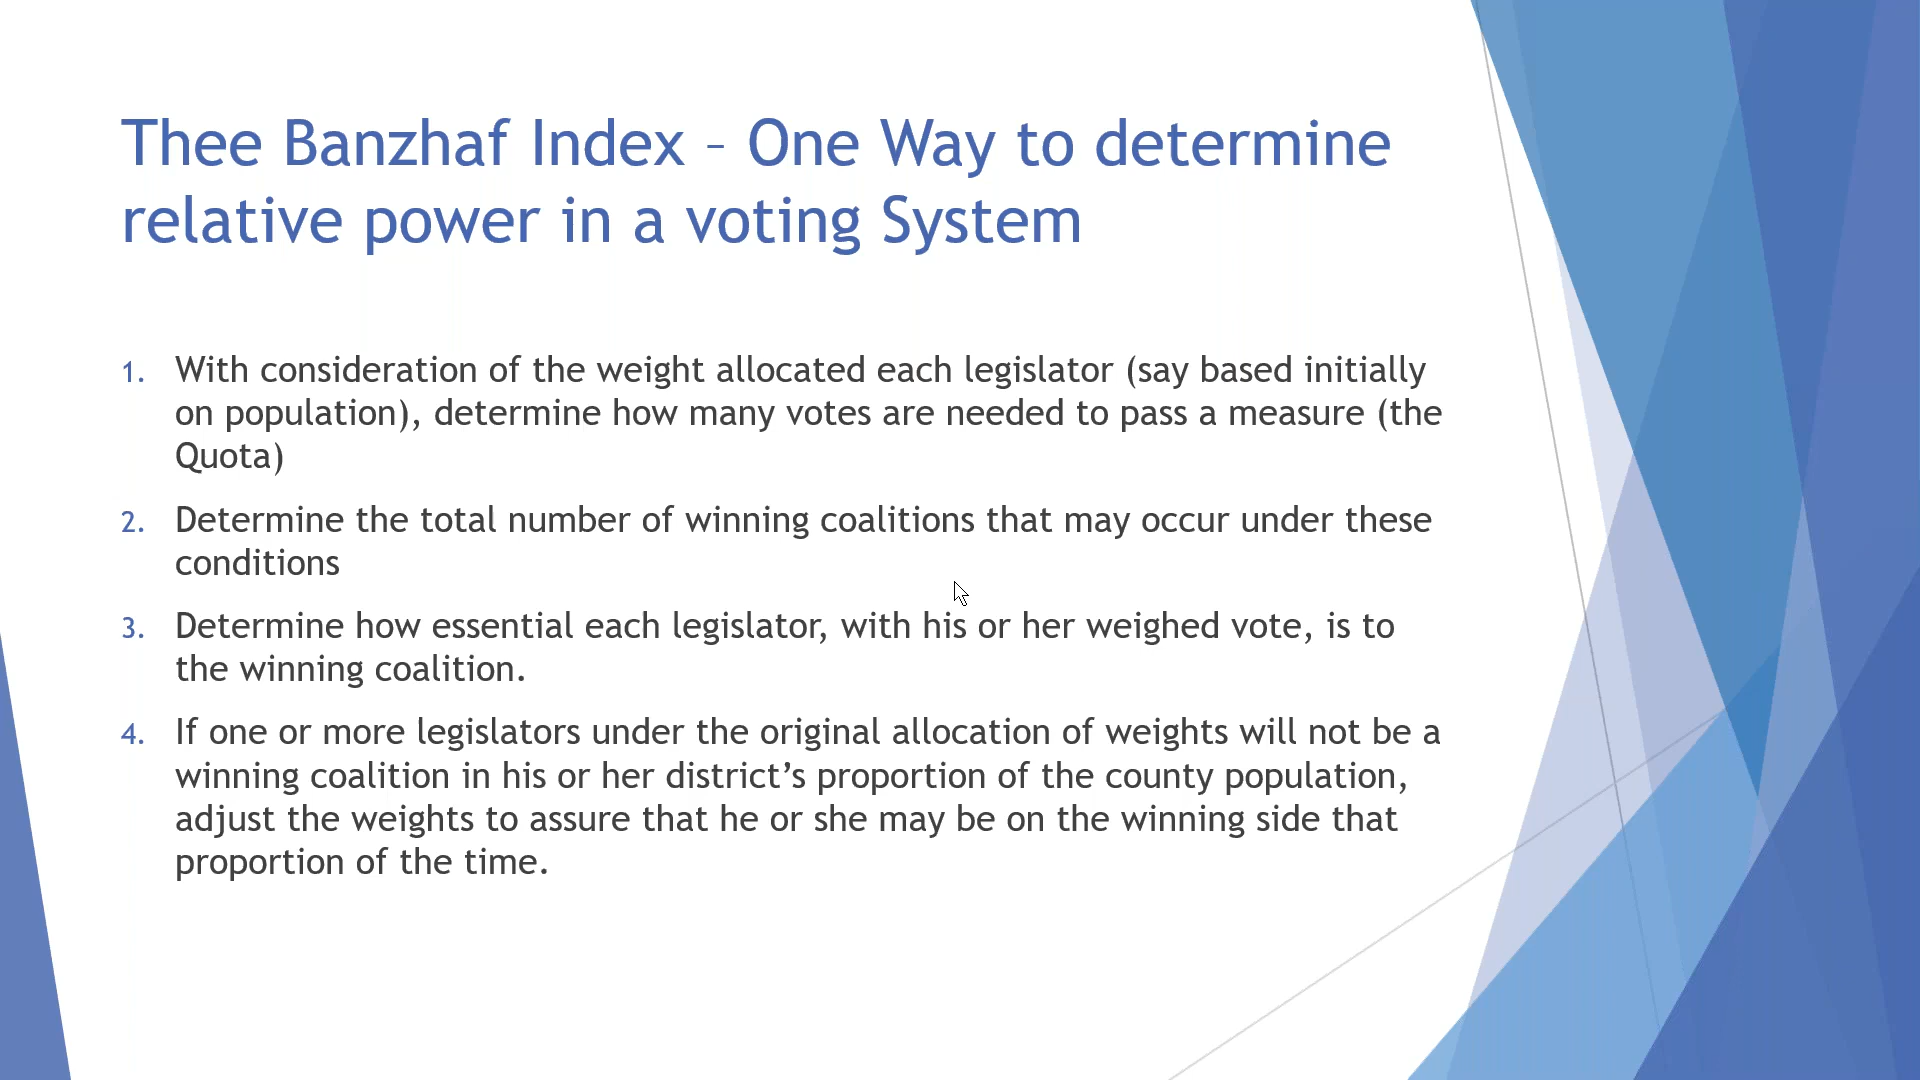 Thee Banzhaf Index – One Way to determine
relative power in a voting System
1. With consideration of the weight allocated each legislator (say based initially
on population), determine how many votes are needed to pass a measure (the
Quota)
2. Determine the total number of winning coalitions that may occur under these
conditions
3. Determine how essential each legislator, with his or her weighed vote, is to
the winning coalition.
4. If one or more legislators under the original allocation of weights will not be a
winning coalition in his or her district’s proportion of the county population,
adjust the weights to assure that he or she may be on the winning side that
proportion of the time.